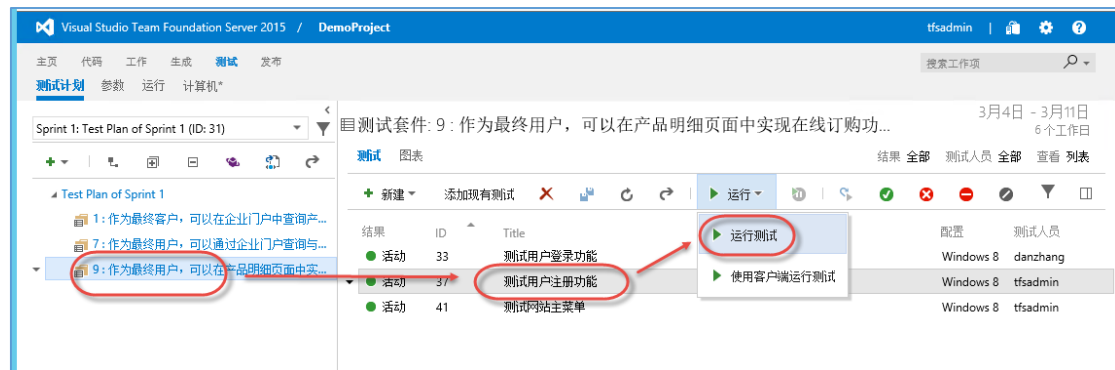 Visual Studio Team Foundation Server 2015 / DemoProject tfsadmin
主页 代码 工作 生成 测试 发布 搜索工作项
测试计划 参数 运行 计算机*
Sprint 1: Test Plan of Sprint 1 (ID: 31)
Test Plan of Sprint 1
1 : 作为最终客户，可以在企业门户中查询产...
7 : 作为最终用户，可以通过企业门户查询与...
9 : 作为最终用户，可以在产品明细页面中实...
测试套件: 9 : 作为最终用户，可以在产品明细页面中实现在线订购功...
3月4日 - 3月11日
6 个工作日
测试 图表 结果 全部 测试人员 全部 查看 列表
新建 添加现有测试 运行
运行测试
使用客户端运行测试
结果 ID Title 配置 测试人员
活动 33 测试用户登录功能 Windows 8 danzhang
活动 37 测试用户注册功能 Windows 8 tfsadmin
活动 41 测试网站主菜单 Windows 8 tfsadmin